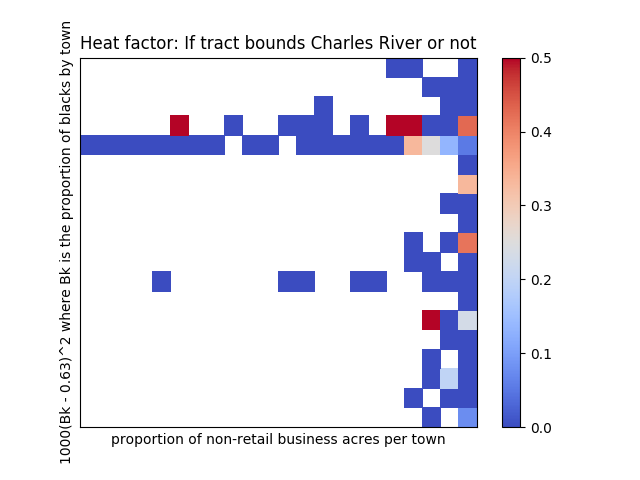 Heat factor: If tract bounds Charles River or not
1000(Bk - 0.63)^2 where Bk is the proportion of blacks by town
proportion of non-retail business acres per town
0.5
0.4
0.3
0.2
0.1
0.0